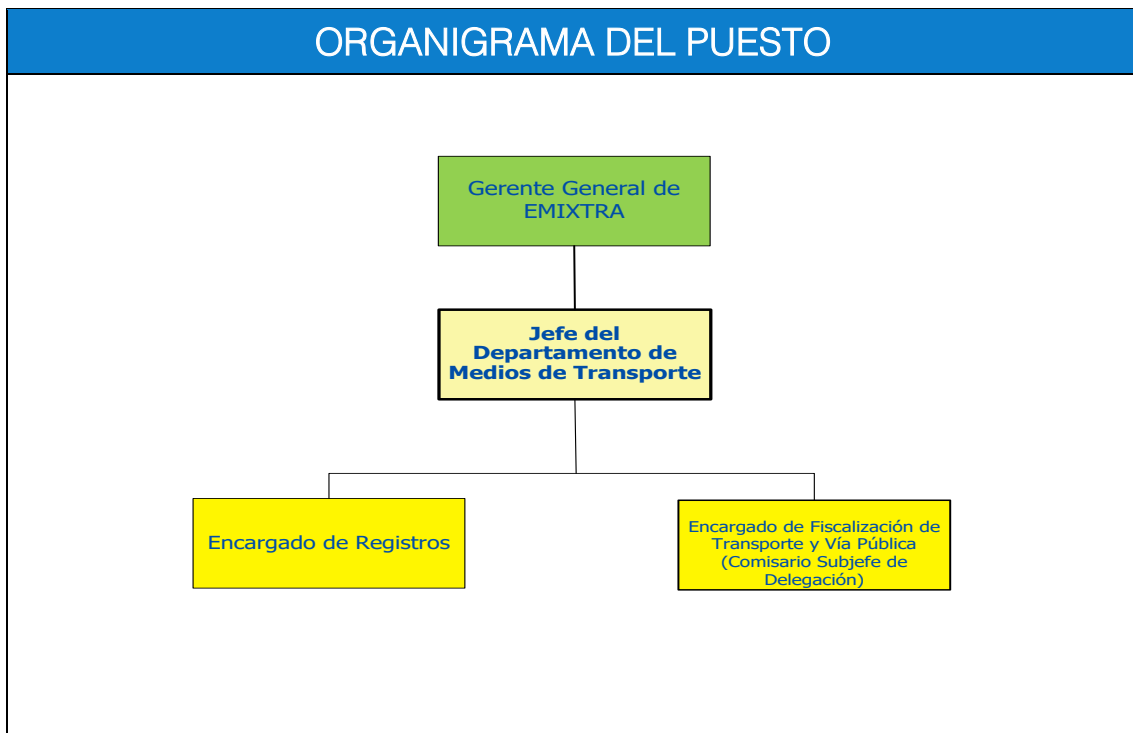 ORGANIGRAMA DEL PUESTO
Gerente General de
EMIXTRA
Jefe del
Departamento de
Medios de Transporte
Encargado de Registros
Encargado de Fiscalización de
Transporte y Vía Pública
(Comisario Subjefe de
Delegación)